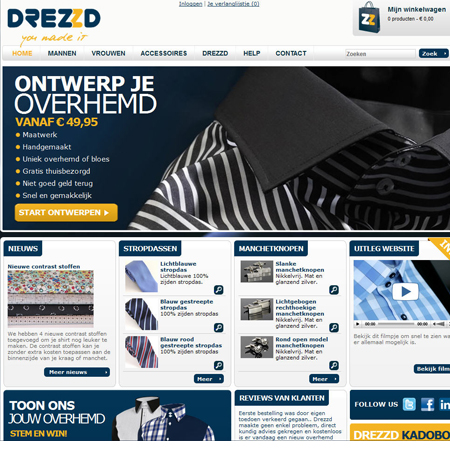 Inloggen | Je verlanglijstje (0)
DREZZD
you made it
Mijn winkelwagen
0 producten - € 0,00
HOME MANNEN VROUWEN ACCESSOIRES DREZZD HELP CONTACT
Zoeken Zoek
ONTWERP JE
OVERHEMD
VANAF € 49,95
Maatwerk
Handgemaakt
Uniek overhemd of bloes
Gratis thuisbezorgd
Niet goed geld terug
Snel en gemakkelijk
START ONTWERPEN
NIEUWS
Nieuwe contrast stoffen
We hebben 4 nieuwe contrast stoffen
toegevoegd om je shirt nog leuker te
maken. De contrast stoffen kan je
zonder extra kosten toepassen aan de
binnenzijde van je kraag of manchet.
Meer nieuws
STROPDASSEN
Lichtblauwe
stropdas
Lichtblauwe 100%
zijden stropdas.
Blauw gestreepte
stropdas
100% zijden stropdas
Blauw rood
gestreepte stropdas
100% zijden stropdas
Meer
MANCHETKNOPEN
Slanke
manchetknopen
Nikkelvrij. Mat en
glanzend zilver.
Lichtgebogen
rechthoekige
manchetknopen
Nikkelvrij. Mat en
glanzend zilver.
Rond open model
manchetknopen
Nikkelvrij. Mat en
glanzend zilver.
Meer
UITLEG WEBSITE
IN
Bekijk dit filmpje om snel te zien wa
er allemaal mogelijk is.
Bekijk film
TOON ONS
JOUW OVERHEMD
STEM EN WIN!
REVIEWS VAN KLANTEN
Eerste bestelling was door eigen
toedoen verkeerd gegaan... Drezzd
maakte geen enkel probleem, direct
kundig advies gekregen en kosteloos
is er vandaag een nieuw overhemd
FOLLOW US
DREZZD KADOBO